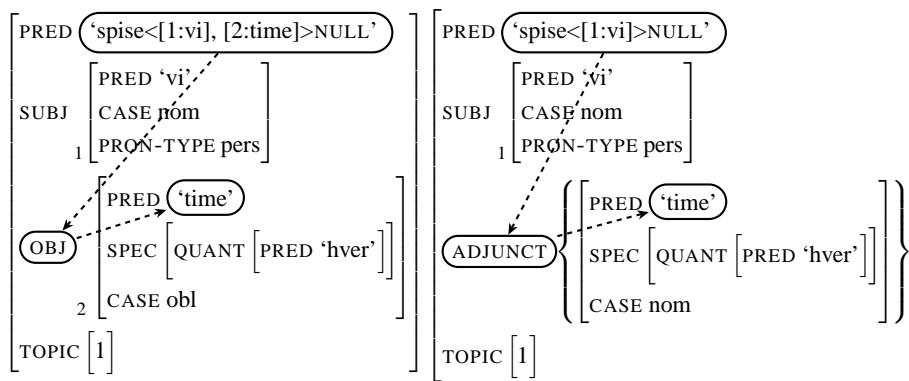 PRED ‘spise<[1:vi], [2:time]>NULL’
SUBJ
PRED ‘vi’
CASE nom
PRON-TYPE pers
1
OBJ
PRED ‘time’
SPEC [QUANT [PRED ‘hver’]]
CASE obl
2
TOPIC [1]
PRED ‘spise<[1:vi]>NULL’
SUBJ
PRED ‘vi’
CASE nom
PRON-TYPE pers
1
ADJUNCT
PRED ‘time’
SPEC [QUANT [PRED ‘hver’]]
CASE nom
TOPIC [1]